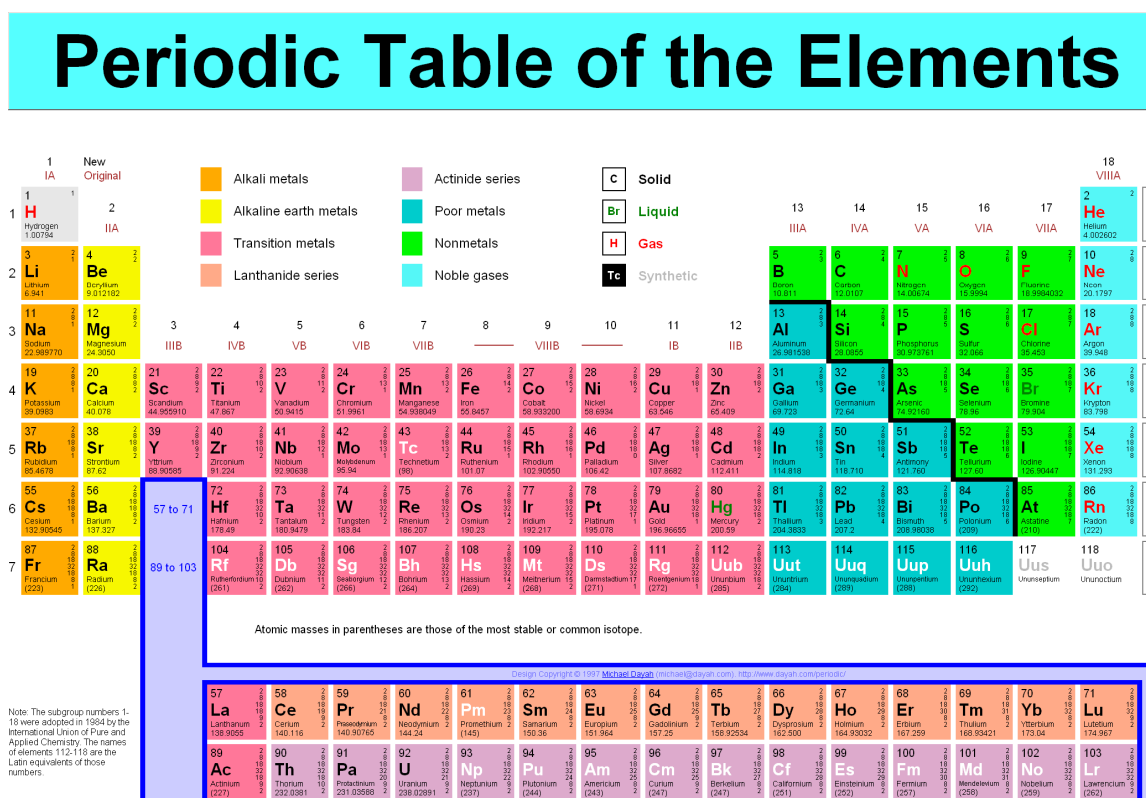 Periodic Table of the Elements
1 New 18
IA Original VIIIA
Alkali metals Actinide series C Solid
Alkaline earth metals Poor metals Br Liquid
Transition metals Nonmetals H Gas
Lanthanide series Noble gases Tc Synthetic
2 13 14 15 16 17
IIA IIIA IVA VA VIA VIIA
3 4 5 6 7 8 9 10 11 12
IIIB IVB VB VIB VIIB VIIIB IB IIB
1
1 H Hydrogen 1.00794
2 He Helium 4.002602
2
3 Li Lithium 6.941
4 Be Beryllium 9.012182
5 B Boron 10.811
6 C Carbon 12.0107
7 N Nitrogen 14.00674
8 O Oxygen 15.9994
9 F Fluorine 18.9984032
10 Ne Neon 20.1797
3
11 Na Sodium 22.989770
12 Mg Magnesium 24.3050
13 Al Aluminum 26.981538
14 Si Silicon 28.0855
15 P Phosphorus 30.973761
16 S Sulfur 32.066
17 Cl Chlorine 35.453
18 Ar Argon 39.948
4
19 K Potassium 39.0983
20 Ca Calcium 40.078
21 Sc Scandium 44.955910
22 Ti Titanium 47.867
23 V Vanadium 50.9415
24 Cr Chromium 51.9961
25 Mn Manganese 54.938049
26 Fe Iron 55.8457
27 Co Cobalt 58.933200
28 Ni Nickel 58.6934
29 Cu Copper 63.546
30 Zn Zinc 65.409
31 Ga Gallium 69.723
32 Ge Germanium 72.64
33 As Arsenic 74.92160
34 Se Selenium 78.96
35 Br Bromine 79.904
36 Kr Krypton 83.798
5
37 Rb Rubidium 85.4678
38 Sr Strontium 87.62
39 Y Yttrium 88.90585
40 Zr Zirconium 91.224
41 Nb Niobium 92.90638
42 Mo Molybdenum 95.94
43 Tc Technetium (98)
44 Ru Ruthenium 101.07
45 Rh Rhodium 102.90550
46 Pd Palladium 106.42
47 Ag Silver 107.8682
48 Cd Cadmium 112.411
49 In Indium 114.818
50 Sn Tin 118.710
51 Sb Antimony 121.760
52 Te Tellurium 127.60
53 I Iodine 126.90447
54 Xe Xenon 131.293
6
55 Cs Cesium 132.90545
56 Ba Barium 137.327
57 to 71
72 Hf Hafnium 178.49
73 Ta Tantalum 180.9479
74 W Tungsten 183.84
75 Re Rhenium 186.207
76 Os Osmium 190.23
77 Ir Iridium 192.217
78 Pt Platinum 195.078
79 Au Gold 196.96655
80 Hg Mercury 200.59
81 Tl Thallium 204.3833
82 Pb Lead 207.2
83 Bi Bismuth 208.98038
84 Po Polonium (209)
85 At Astatine (210)
86 Rn Radon (222)
7
87 Fr Francium (223)
88 Ra Radium (226)
89 to 103
104 Rf Rutherfordium (261)
105 Db Dubnium (262)
106 Sg Seaborgium (266)
107 Bh Bohrium (264)
108 Hs Hassium (269)
109 Mt Meitnerium (268)
110 Ds Darmstadtium (271)
111 Rg Roentgenium (272)
112 Uub Ununbium (285)
113 Uut Ununtrium (284)
114 Uuq Ununquadium (289)
115 Uup Ununpentium (288)
116 Uuh Ununhexium (292)
117 Uus Ununseptium
118 Uuo Ununoctium
Atomic masses in parentheses are those of the most stable or common isotope.
Design Copyright © 1997 Michael Dayah (michael@dayah.com). http://www.dayah.com/periodic/
Note: The subgroup numbers 1-
18 were adopted in 1984 by the
International Union of Pure and
Applied Chemistry. The names
of elements 112-118 are the
Latin equivalents of those
numbers.
57 La Lanthanum 138.9055
58 Ce Cerium 140.116
59 Pr Praseodymium 140.90765
60 Nd Neodymium 144.24
61 Pm Promethium (145)
62 Sm Samarium 150.36
63 Eu Europium 151.964
64 Gd Gadolinium 157.25
65 Tb Terbium 158.92534
66 Dy Dysprosium 162.500
67 Ho Holmium 164.93032
68 Er Erbium 167.259
69 Tm Thulium 168.93421
70 Yb Ytterbium 173.04
71 Lu Lutetium 174.967
89 Ac Actinium (227)
90 Th Thorium 232.0381
91 Pa Protactinium 231.03588
92 U Uranium 238.02891
93 Np Neptunium (237)
94 Pu Plutonium (244)
95 Am Americium (243)
96 Cm Curium (247)
97 Bk Berkelium (247)
98 Cf Californium (251)
99 Es Einsteinium (252)
100 Fm Fermium (257)
101 Md Mendelevium (258)
102 No Nobelium (259)
103 Lr Lawrencium (262)